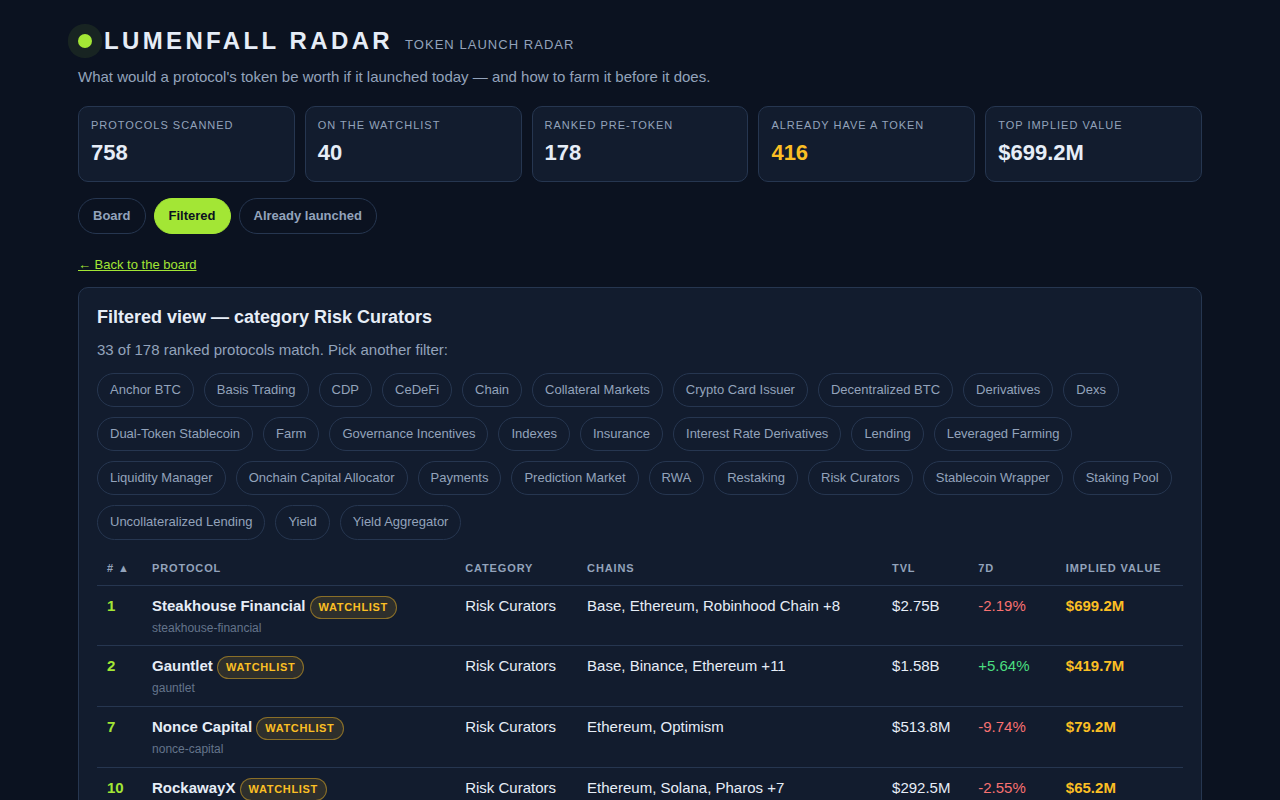 LUMENFALL RADAR TOKEN LAUNCH RADAR
What would a protocol's token be worth if it launched today — and how to farm it before it does.
PROTOCOLS SCANNED ON THE WATCHLIST RANKED PRE-TOKEN ALREADY HAVE A TOKEN TOP IMPLIED VALUE
758 40 178 416 $699.2M
Board Filtered Already launched
← Back to the board
Filtered view — category Risk Curators
33 of 178 ranked protocols match. Pick another filter:
Anchor BTC Basis Trading CDP CeDeFi Chain Collateral Markets Crypto Card Issuer Decentralized BTC Derivatives Dexs
Dual-Token Stablecoin Farm Governance Incentives Indexes Insurance Interest Rate Derivatives Lending Leveraged Farming
Liquidity Manager Onchain Capital Allocator Payments Prediction Market RWA Restaking Risk Curators Stablecoin Wrapper Staking Pool
Uncollateralized Lending Yield Yield Aggregator
# ▲ PROTOCOL CATEGORY CHAINS TVL 7D IMPLIED VALUE
1 Steakhouse Financial WATCHLIST Risk Curators Base, Ethereum, Robinhood Chain +8 $2.75B -2.19% $699.2M
steakhouse-financial
2 Gauntlet WATCHLIST Risk Curators Base, Binance, Ethereum +11 $1.58B +5.64% $419.7M
gauntlet
7 Nonce Capital WATCHLIST Risk Curators Ethereum, Optimism $513.8M -9.74% $79.2M
nonce-capital
10 RockawayX WATCHLIST Risk Curators Ethereum, Solana, Pharos +7 $292.5M -2.55% $65.2M